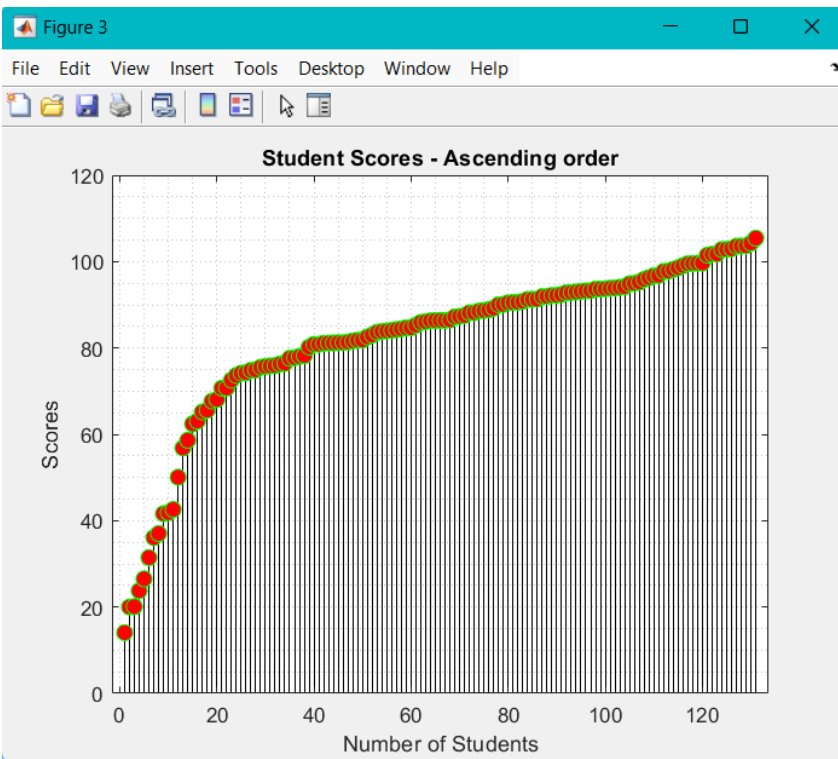 Figure 3
File Edit View Insert Tools Desktop Window Help
Student Scores - Ascending order
120
100
80
60
40
20
0
Scores
0 20 40 60 80 100 120
Number of Students